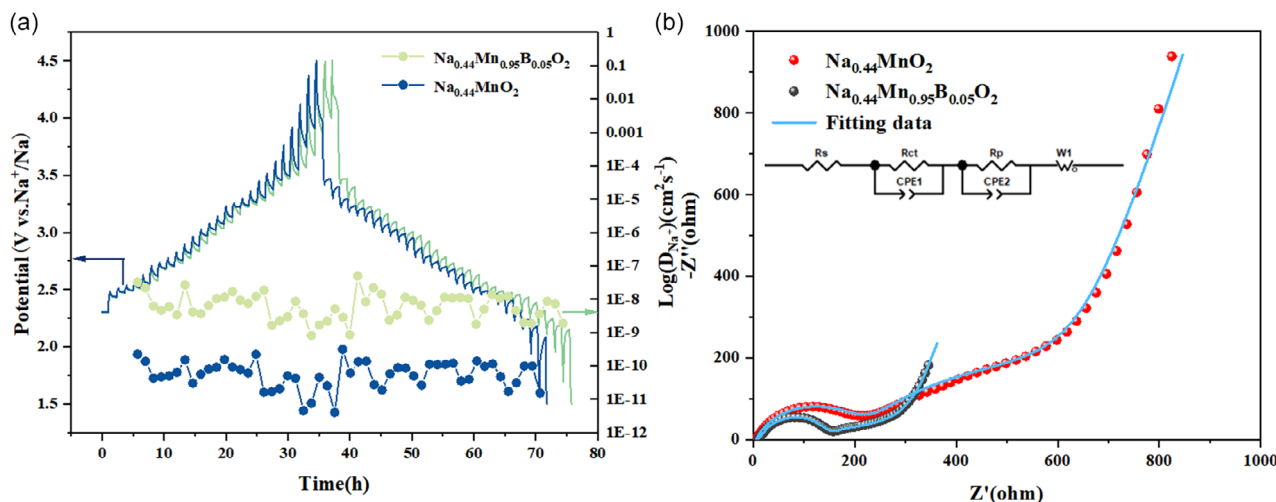 (a)
Na0.44Mn0.95B0.05O2
Na0.44MnO2
4.5
4.0
3.5
3.0
2.5
2.0
1.5
Potential (V vs.Na+/Na)
0
10
20
30
40
50
60
70
80
Time(h)
1
0.1
0.01
0.001
1E-4
1E-5
1E-6
1E-7
1E-8
1E-9
1E-10
1E-11
1E-12
Log(DNa+)(cm2s-1)
(b)
Na0.44MnO2
Na0.44Mn0.95B0.05O2
Fitting data
Rs
Rct
Rp
W1
CPE1
CPE2
1000
800
600
400
200
0
-Z''(ohm)
0
200
400
600
800
1000
Z'(ohm)